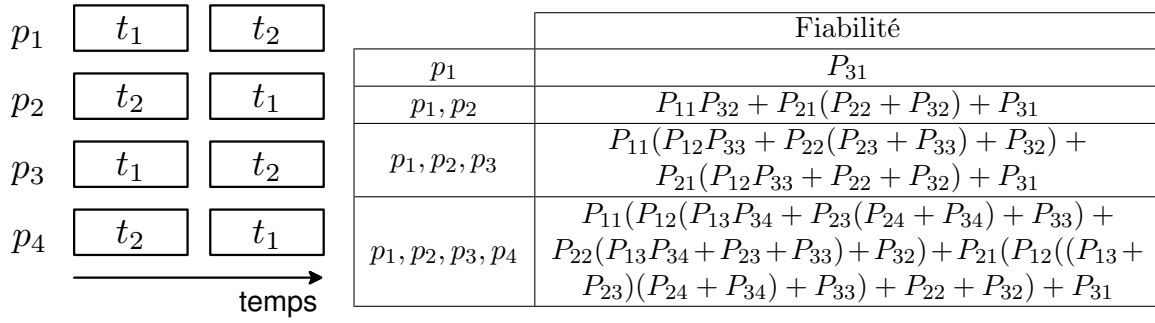 p₁ t₁ t₂
p₂ t₂ t₁
p₃ t₁ t₂
p₄ t₂ t₁
temps
Fiabilité
p₁ P₃₁
p₁, p₂ P₁₁P₃₂ + P₂₁(P₂₂ + P₃₂) + P₃₁
p₁, p₂, p₃ P₁₁(P₁₂P₃₃ + P₂₂(P₂₃ + P₃₃) + P₃₂) +
P₂₁(P₁₂P₃₃ + P₂₂ + P₃₂) + P₃₁
p₁, p₂, p₃, p₄ P₁₁(P₁₂(P₁₃P₃₄ + P₂₃(P₂₄ + P₃₄) + P₃₃) +
P₂₂(P₁₃P₃₄+P₂₃+P₃₃)+P₃₂)+P₂₁(P₁₂((P₁₃+
P₂₃)(P₂₄ + P₃₄) + P₃₃) + P₂₂ + P₃₂) + P₃₁